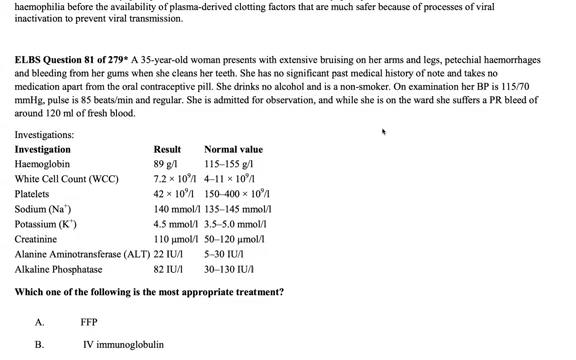 haemophilia before the availability of plasma-derived clotting factors that are much safer because of processes of viral
inactivation to prevent viral transmission.
ELBS Question 81 of 279* A 35-year-old woman presents with extensive bruising on her arms and legs, petechial haemorrhages
and bleeding from her gums when she cleans her teeth. She has no significant past medical history of note and takes no
medication apart from the oral contraceptive pill. She drinks no alcohol and is a non-smoker. On examination her BP is 115/70
mmHg, pulse is 85 beats/min and regular. She is admitted for observation, and while she is on the ward she suffers a PR bleed of
around 120 ml of fresh blood.
Investigations:
Investigation Result Normal value
Haemoglobin 89 g/l 115–155 g/l
White Cell Count (WCC) 7.2 × 10⁹/l 4–11 × 10⁹/l
Platelets 42 × 10⁹/l 150–400 × 10⁹/l
Sodium (Na⁺) 140 mmol/l 135–145 mmol/l
Potassium (K⁺) 4.5 mmol/l 3.5–5.0 mmol/l
Creatinine 110 µmol/l 50–120 µmol/l
Alanine Aminotransferase (ALT) 22 IU/l 5–30 IU/l
Alkaline Phosphatase 82 IU/l 30–130 IU/l
Which one of the following is the most appropriate treatment?
A. FFP
B. IV immunoglobulin